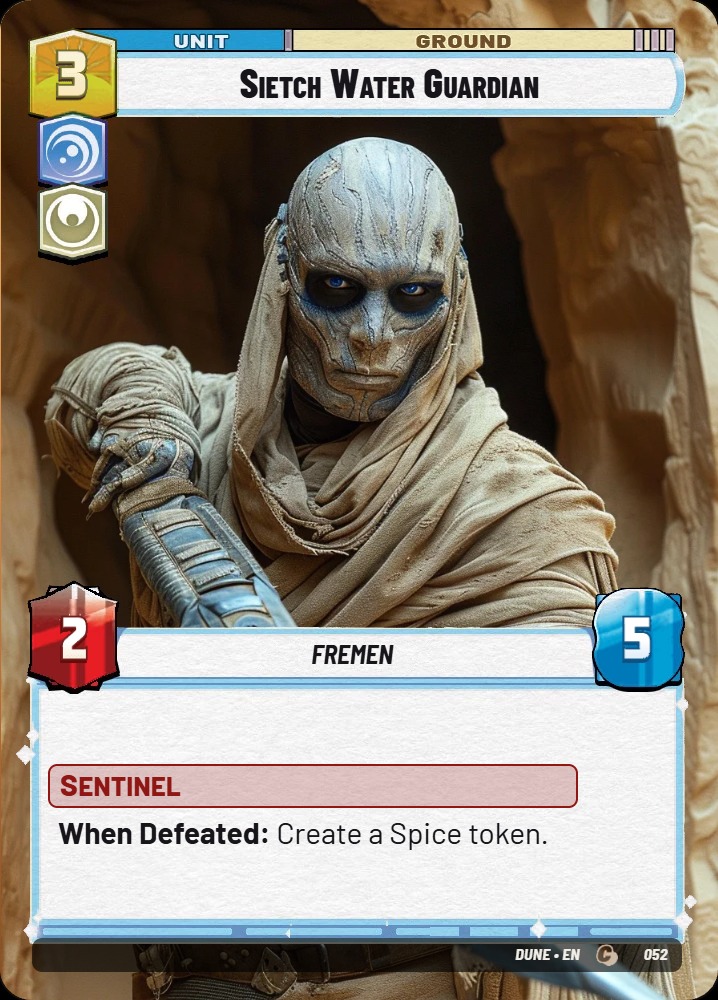 UNIT
GROUND
3
Sietch Water Guardian
2
FREMEN
5
Sentinel
When Defeated: Create a Spice token.
DUNE • EN C 052